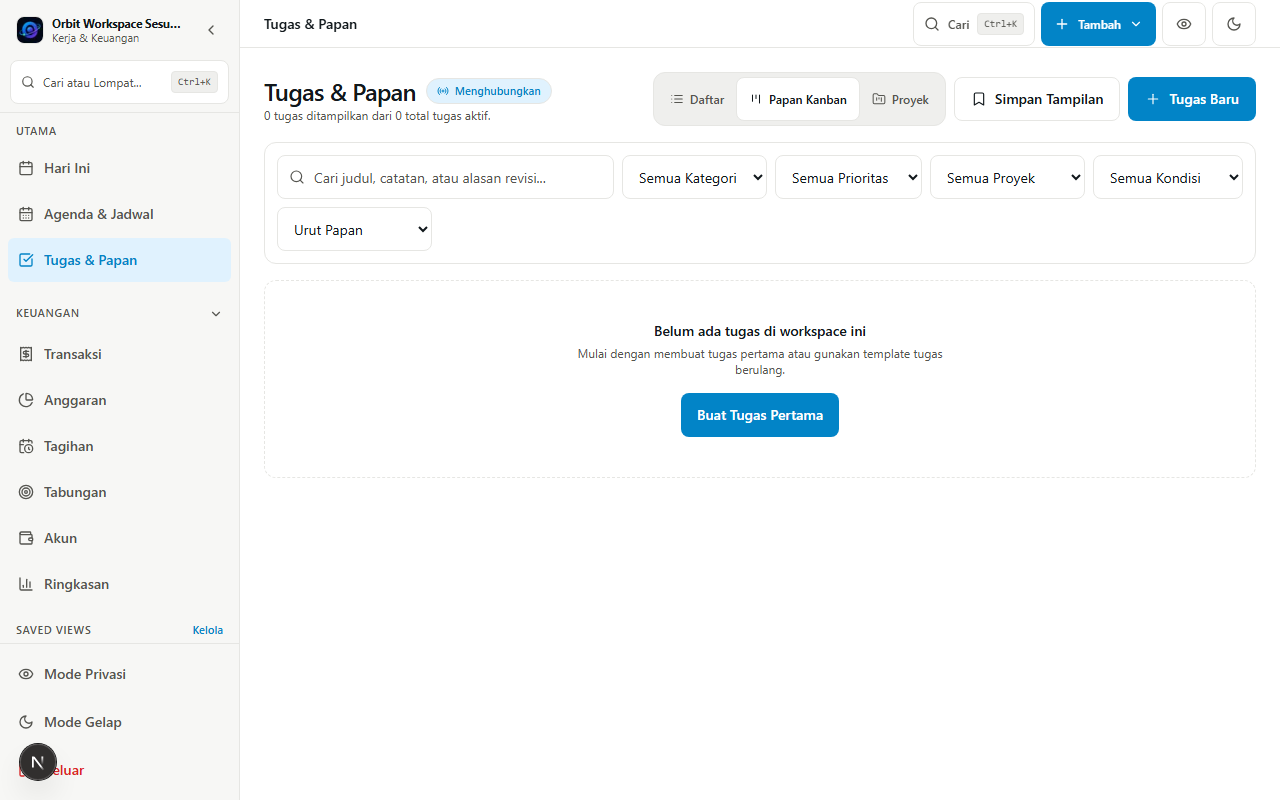 Orbit Workspace Sesu...
Kerja & Keuangan
Cari atau Lompat...
Ctrl+K
UTAMA
Hari Ini
Agenda & Jadwal
Tugas & Papan
KEUANGAN
Transaksi
Anggaran
Tagihan
Tabungan
Akun
Ringkasan
SAVED VIEWS
Kelola
Mode Privasi
Mode Gelap
N
eluar
Tugas & Papan
Cari
Ctrl+K
Tambah
Tugas & Papan
Menghubungkan
0 tugas ditampilkan dari 0 total tugas aktif.
Daftar
Papan Kanban
Proyek
Simpan Tampilan
Tugas Baru
Cari judul, catatan, atau alasan revisi...
Semua Kategori
Semua Prioritas
Semua Proyek
Semua Kondisi
Urut Papan
Belum ada tugas di workspace ini
Mulai dengan membuat tugas pertama atau gunakan template tugas
berulang.
Buat Tugas Pertama